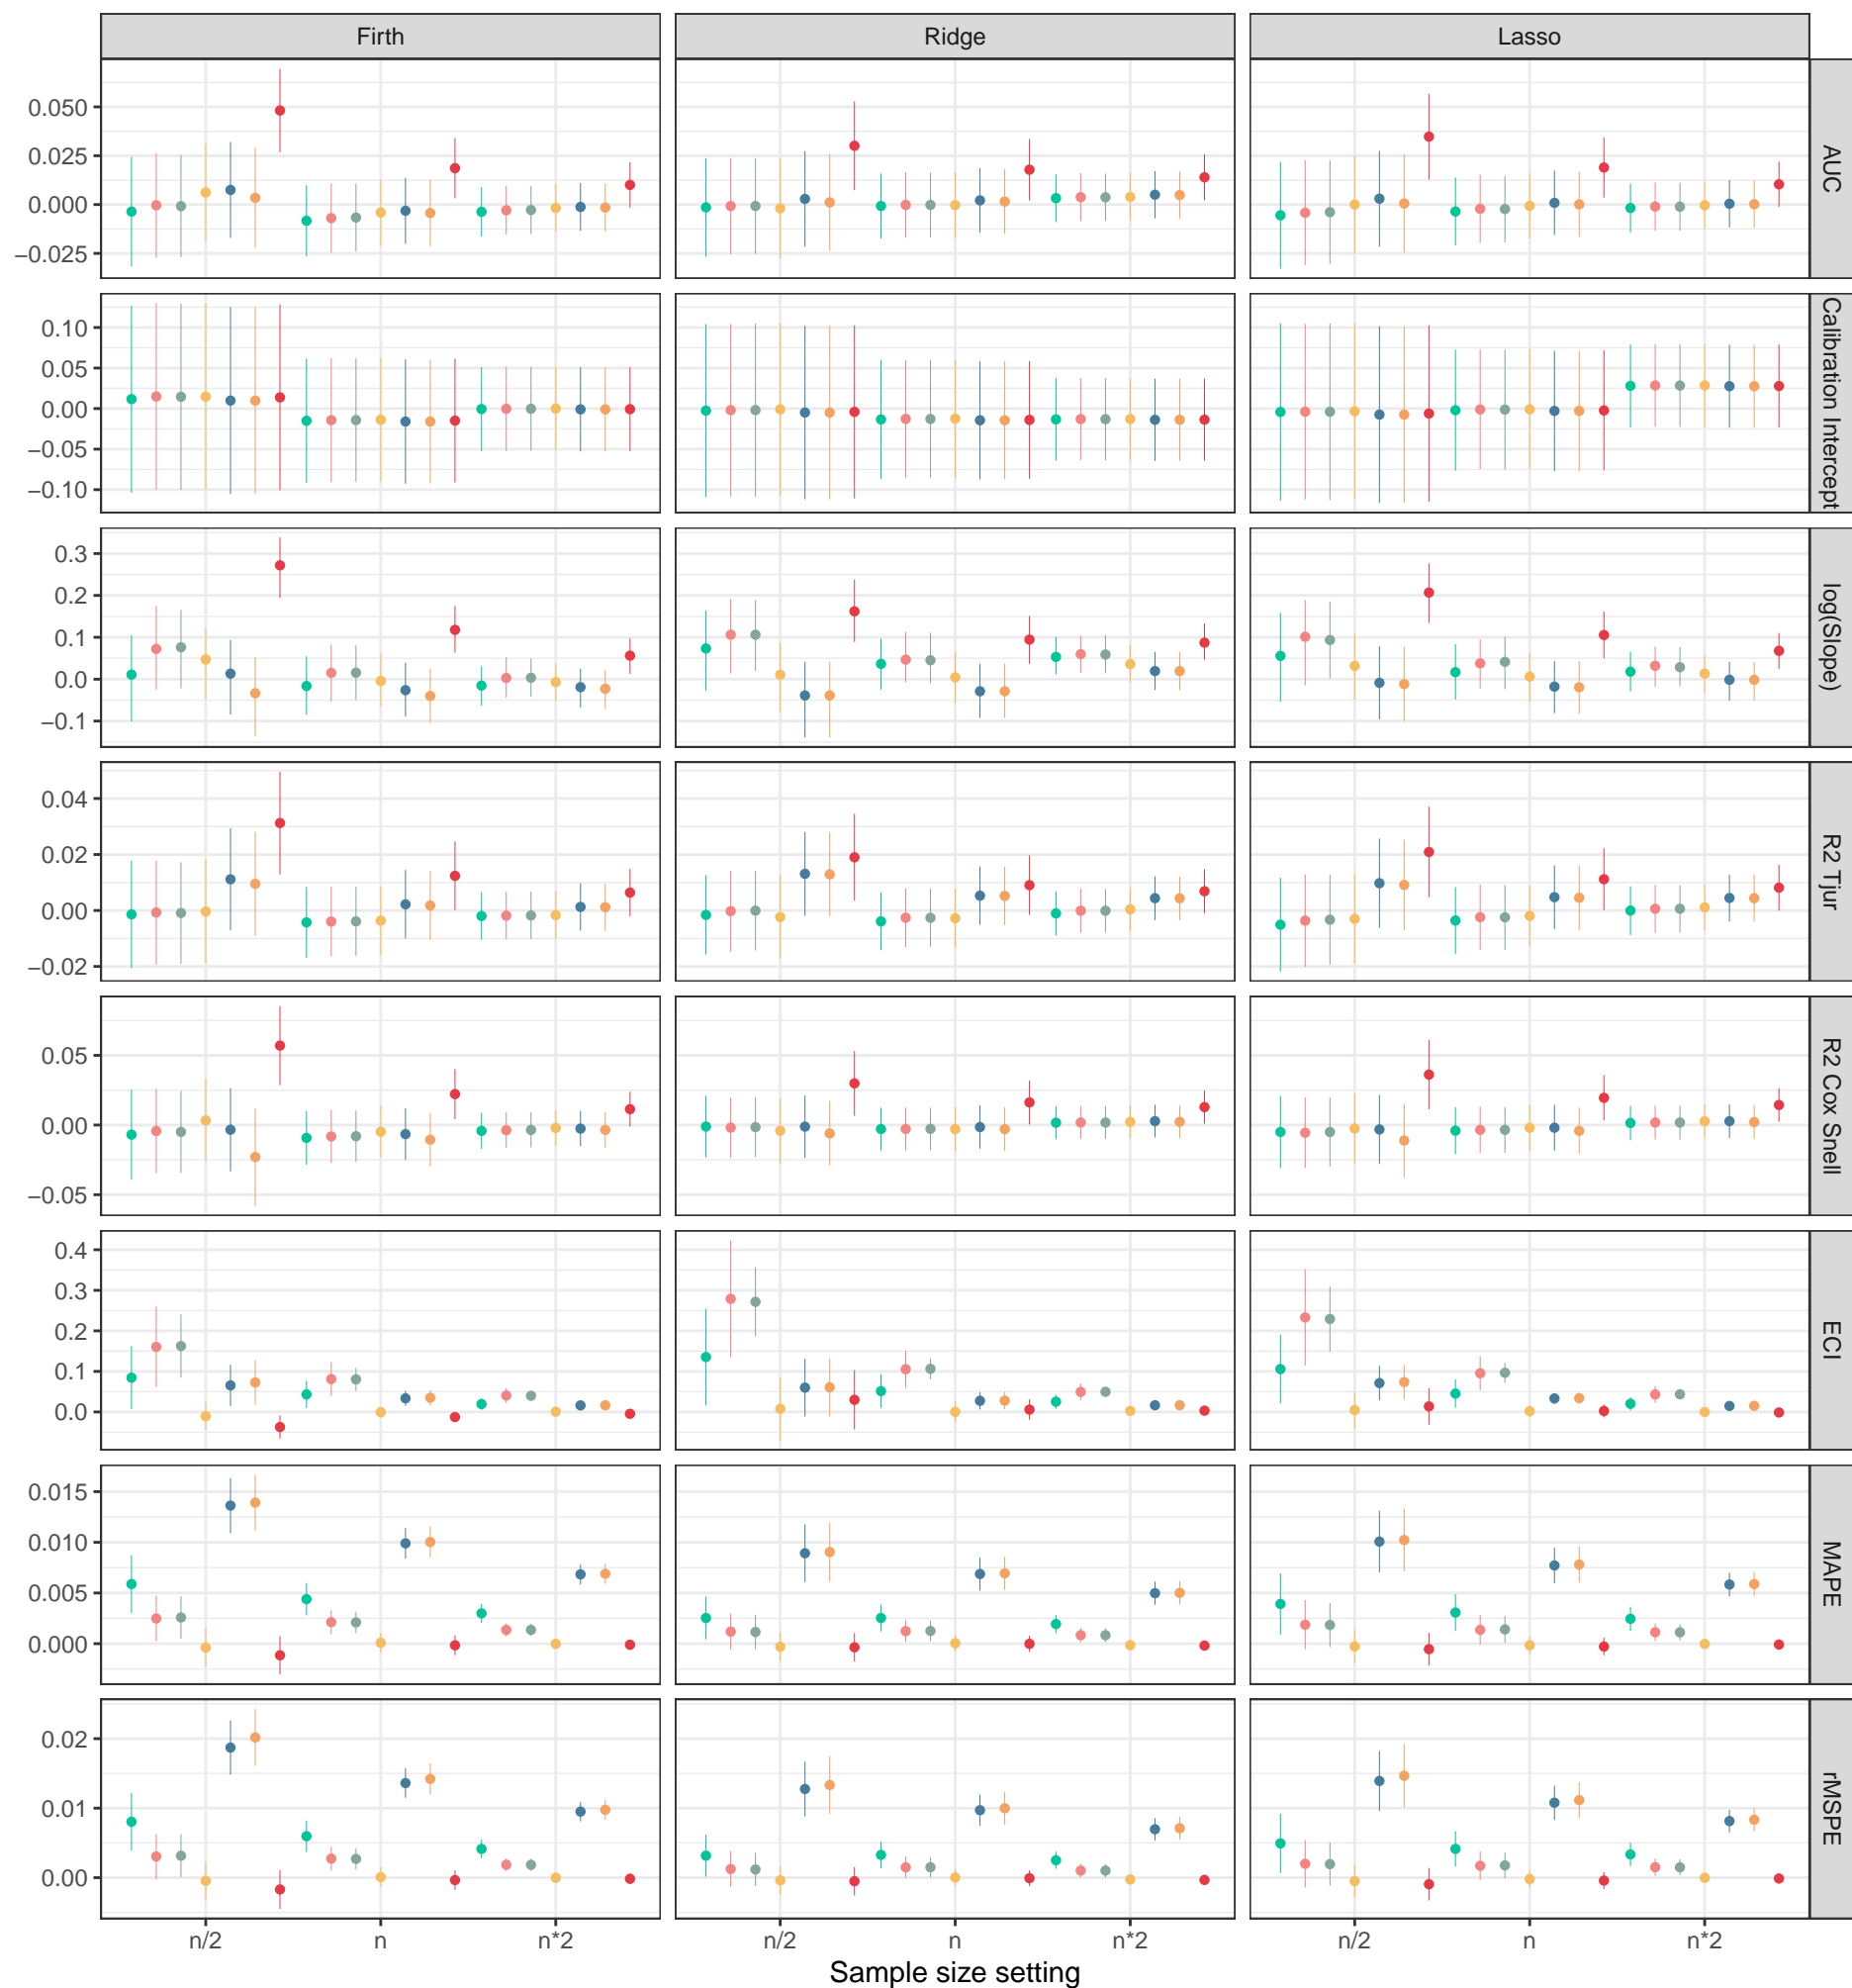 Firth
Ridge
Lasso
0.050
0.025
0.000
−0.025
AUC
0.10
0.05
0.00
−0.05
−0.10
Calibration Intercept
0.3
0.2
0.1
0.0
−0.1
log(Slope)
0.04
0.02
0.00
−0.02
R2 Tjur
0.05
0.00
−0.05
R2 Cox Snell
0.4
0.3
0.2
0.1
0.0
ECI
0.015
0.010
0.005
0.000
MAPE
0.02
0.01
0.00
rMSPE
n/2 n n*2
n/2 n n*2
n/2 n n*2
Sample size setting